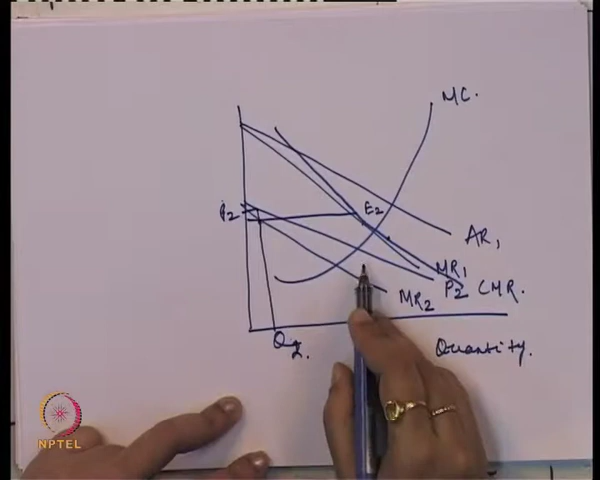 MC.
P2
E2
AR1
MR1
P2 CMR.
MR2
Q2.
Quantity.
NPTEL